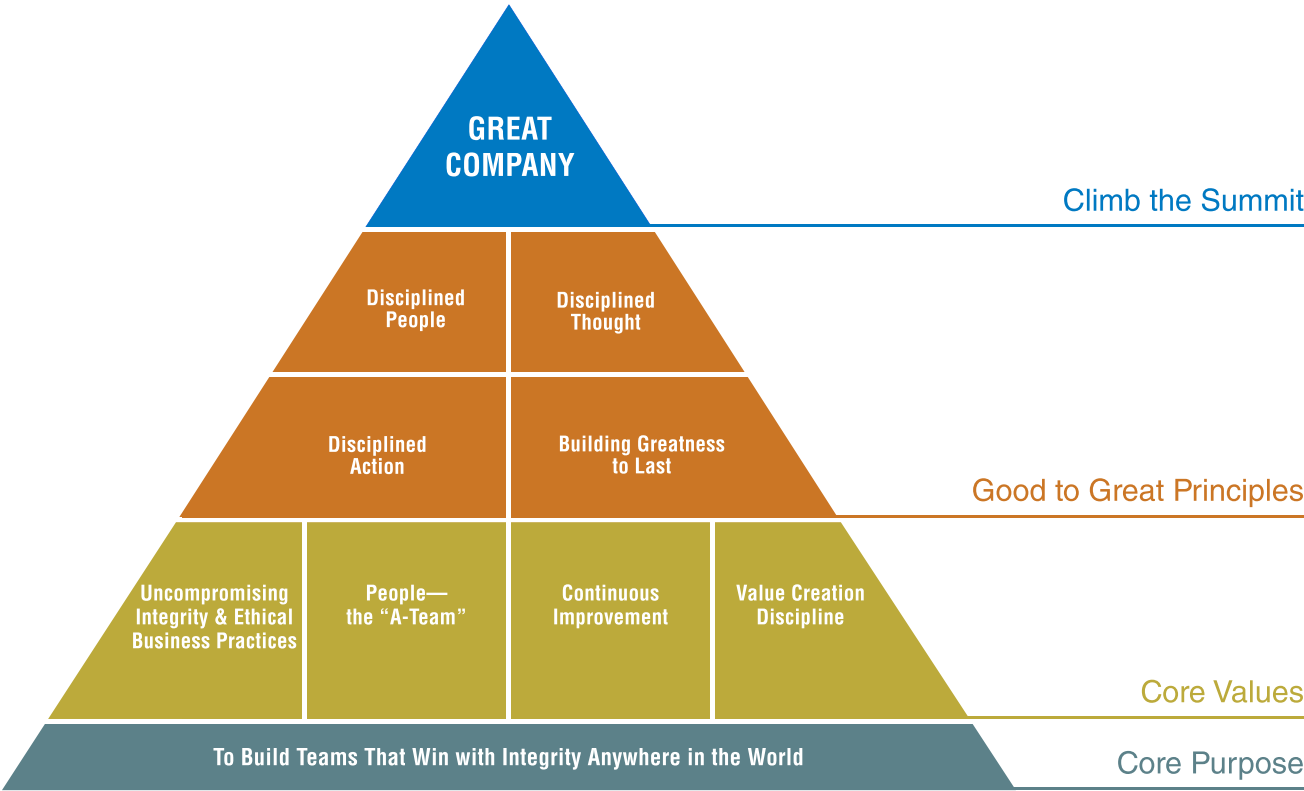 GREAT
COMPANY
Climb the Summit
Disciplined
People
Disciplined
Thought
Disciplined
Action
Building Greatness
to Last
Good to Great Principles
Uncompromising
Integrity & Ethical
Business Practices
People—
the “A-Team”
Continuous
Improvement
Value Creation
Discipline
Core Values
To Build Teams That Win with Integrity Anywhere in the World
Core Purpose